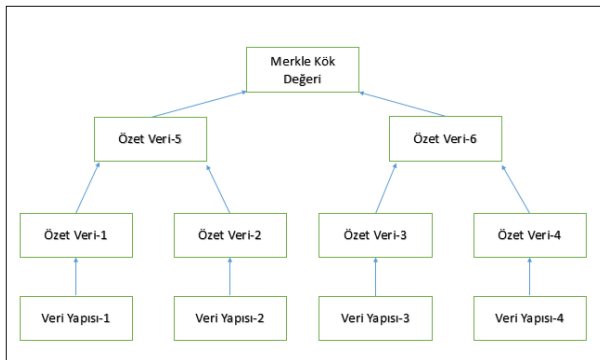 Merkle Kök
Değeri
Özet Veri-5
Özet Veri-6
Özet Veri-1
Özet Veri-2
Özet Veri-3
Özet Veri-4
Veri Yapısı-1
Veri Yapısı-2
Veri Yapısı-3
Veri Yapısı-4